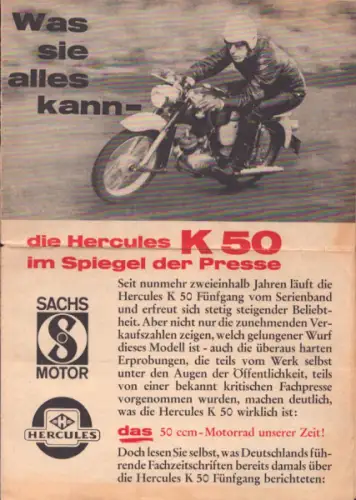 Was
sie
alles
kann-
die Hercules K 50
im Spiegel der Presse
SACHS
S
MOTOR
H
HERCULES
Seit nunmehr zweieinhalb Jahren läuft die
Hercules K 50 Fünfgang vom Serienband
und erfreut sich stetig steigender Beliebt-
heit. Aber nicht nur die zunehmenden Ver-
kaufszahlen zeigen, welch gelungener Wurf
dieses Modell ist - auch die überaus harten
Erprobungen, die teils vom Werk selbst
unter den Augen der Öffentlichkeit, teils
von einer bekannt kritischen Fachpresse
vorgenommen wurden, machen deutlich,
was die Hercules K 50 wirklich ist:
das 50 ccm-Motorrad unserer Zeit!
Doch lesen Sie selbst, was Deutschlands füh-
rende Fachzeitschriften bereits damals über
die Hercules K 50 Fünfgang berichteten: